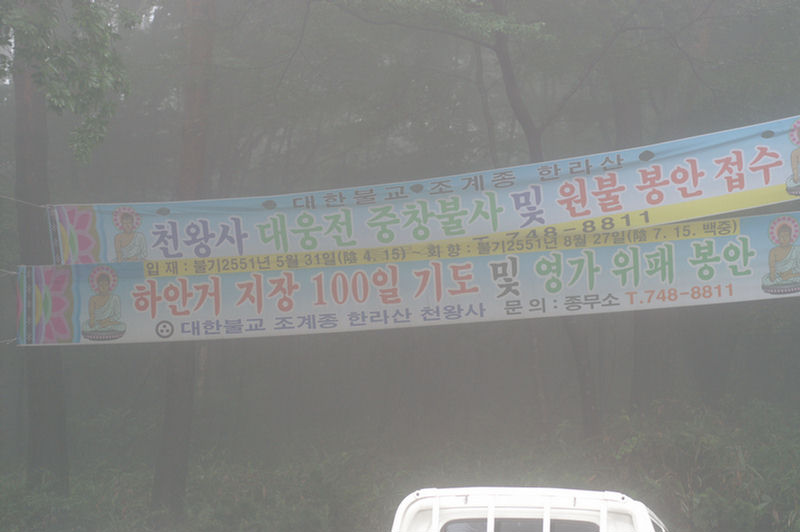 대한불교 조계종 한라산
천왕사 대웅전 중창불사 및 원불 봉안 접수
748-8811
입 재 : 불기2551년 5월 31일(陰 4. 15) ~ 회 향 : 불기2551년 8월 27일(陰 7. 15. 백중)
하안거 지장 100일 기도 및 영가 위패 봉안
대한불교 조계종 한라산 천왕사 문 의 : 종무소 T.748-8811